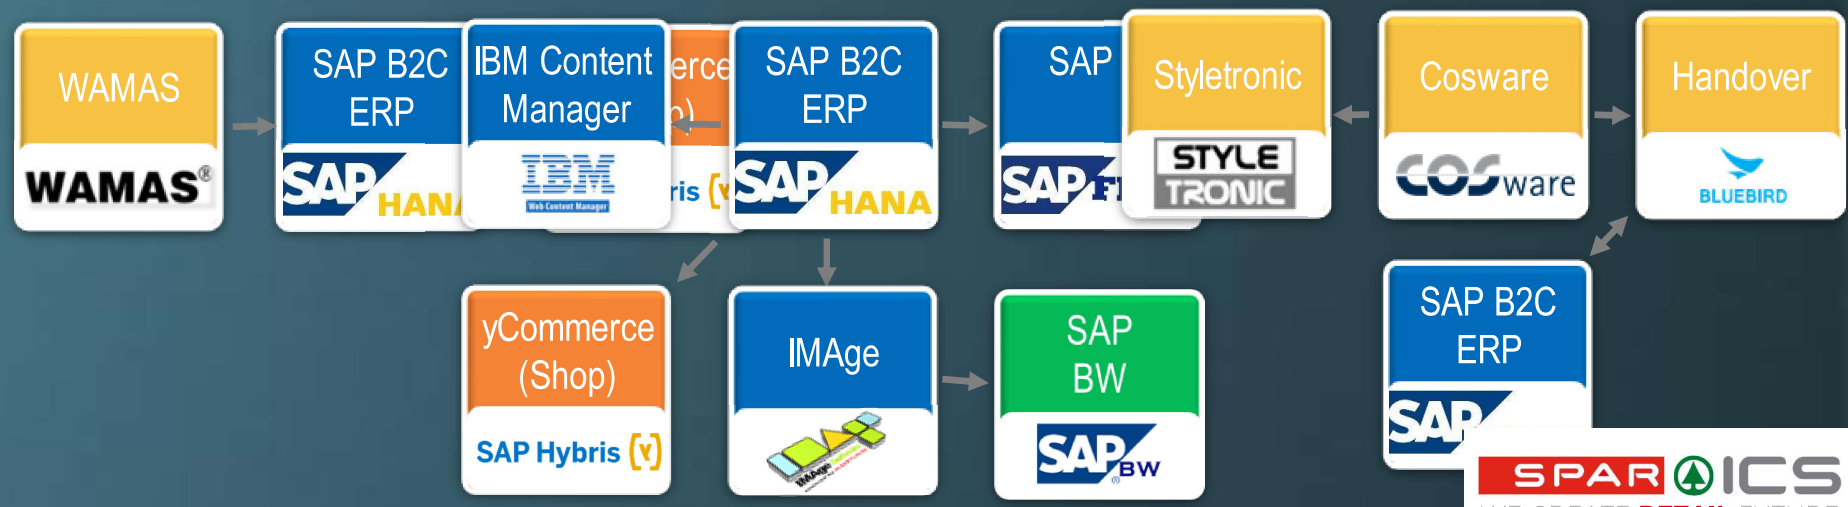 WAMAS
WAMAS®
SAP B2C
ERP
SAP
HANA
IBM Content
Manager
IBM
Web Content Manager
erce
ris (y)
SAP B2C
ERP
SAP
HANA
SAP
SAP
Styletronic
STYLE
TRONIC
Cosware
COSware
Handover
BLUEBIRD
yCommerce
(Shop)
SAP Hybris (y)
IMAge
SAP
BW
SAP BW
SAP B2C
ERP
SAP
SPAR ICS